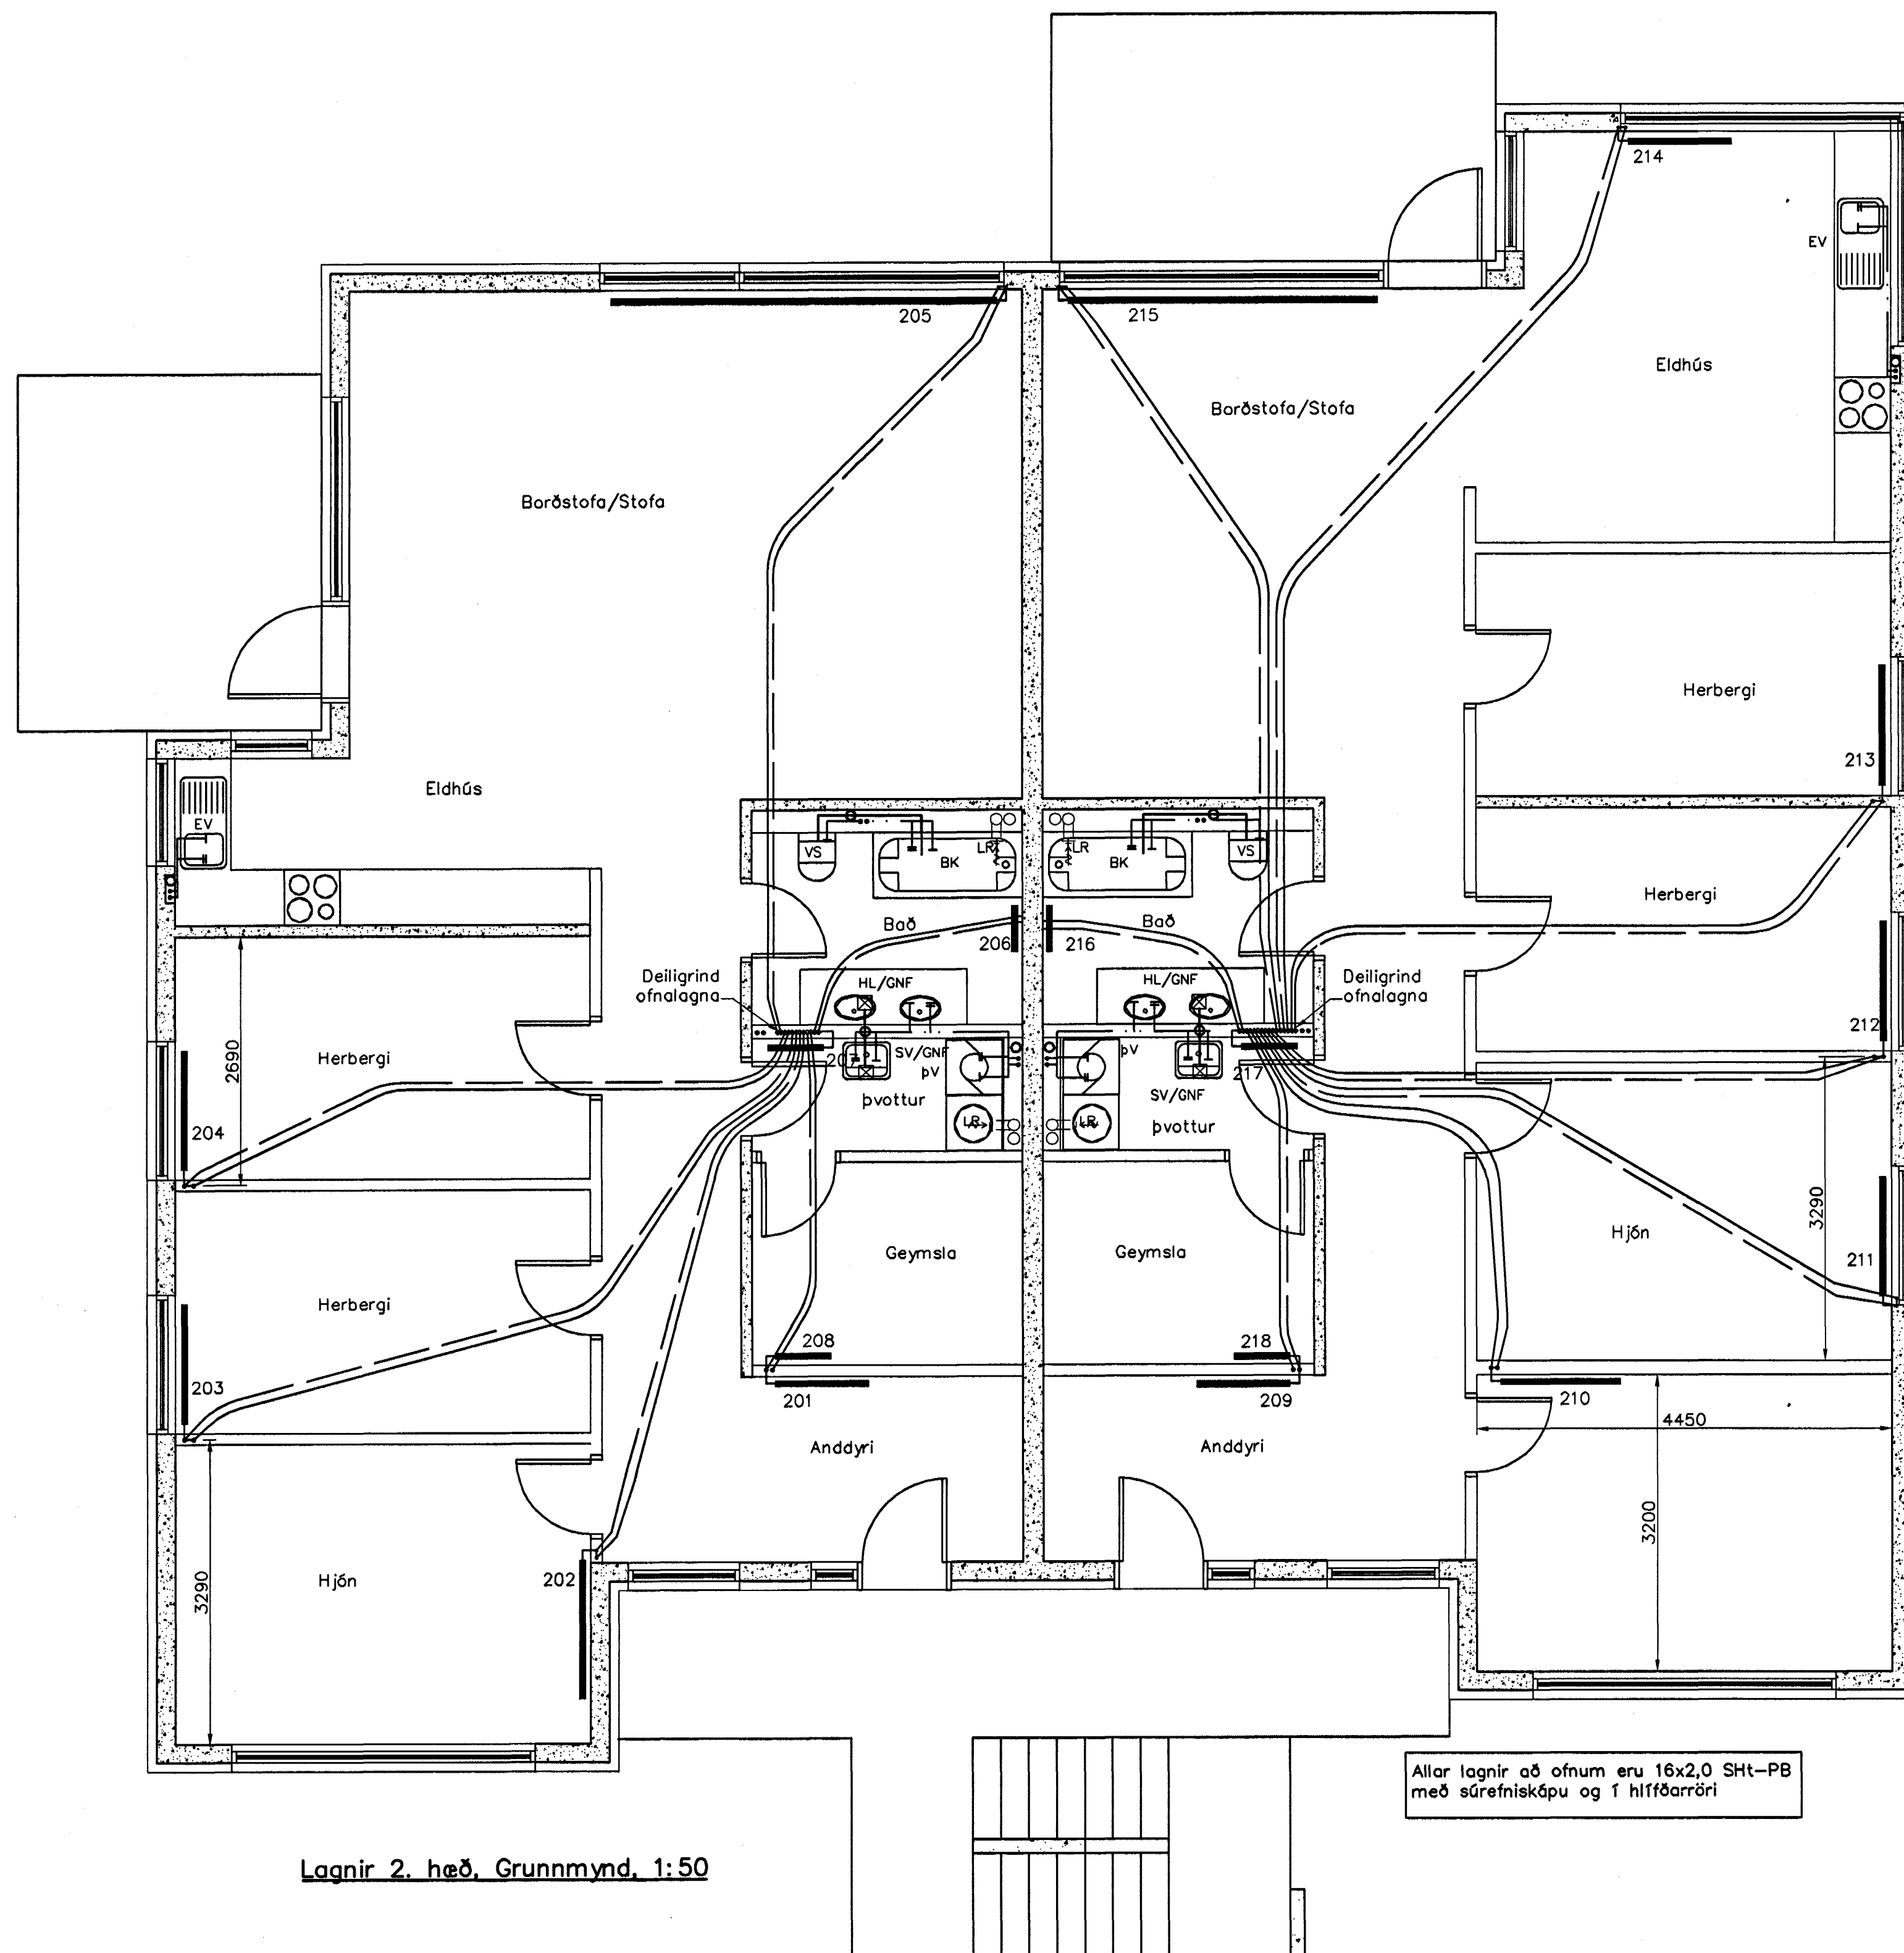 214
EV
205
215
Eldhús
Borðstofa/Stofa
Borðstofa/Stofa
Herbergi
213
Eldhús
EV
VS
BK
LR
LR
BK
VS
Herbergi
Bað
206
216
Bað
Deiligrind
ofnalagna
HL/GNF
HL/GNF
Deiligrind
ofnalagna
212
2690
Herbergi
SV/GNF
þV
þV
217
þvottur
SV/GNF
þvottur
LR
LR
204
3290
Hjón
211
Geymsla
Geymsla
Herbergi
208
218
203
201
209
210
4450
Anddyri
Anddyri
3200
3290
Hjón
202
Allar lagnir að ofnum eru 16x2,0 SHt-PB
með súrefniskápu og í hlífðarröri
Lagnir 2. hæð, Grunnmynd, 1:50